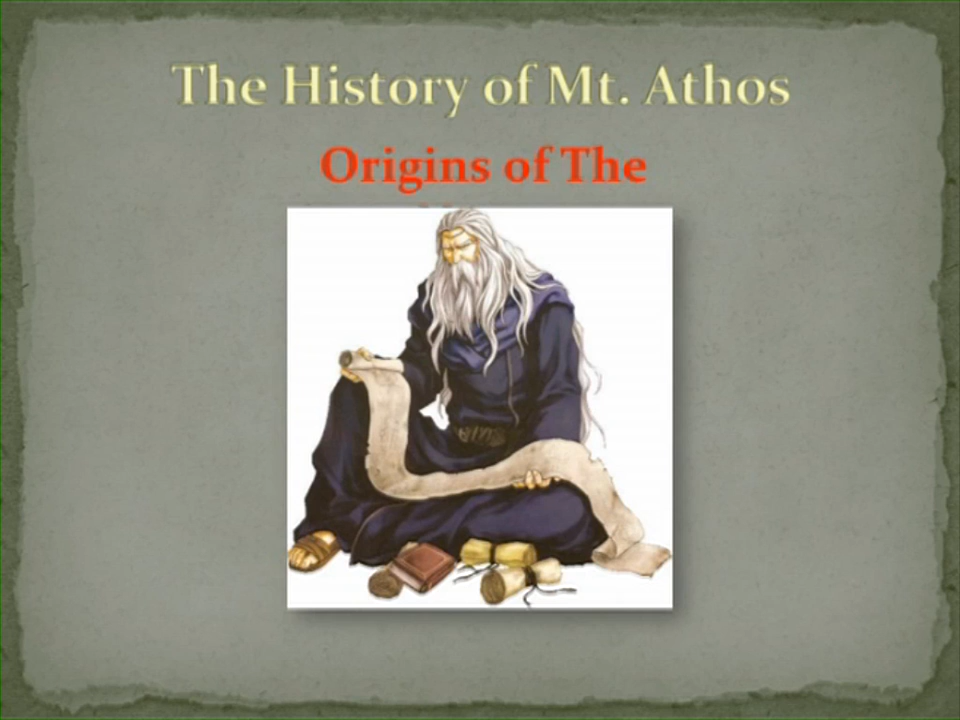 The History of Mt. Athos
Origins of The